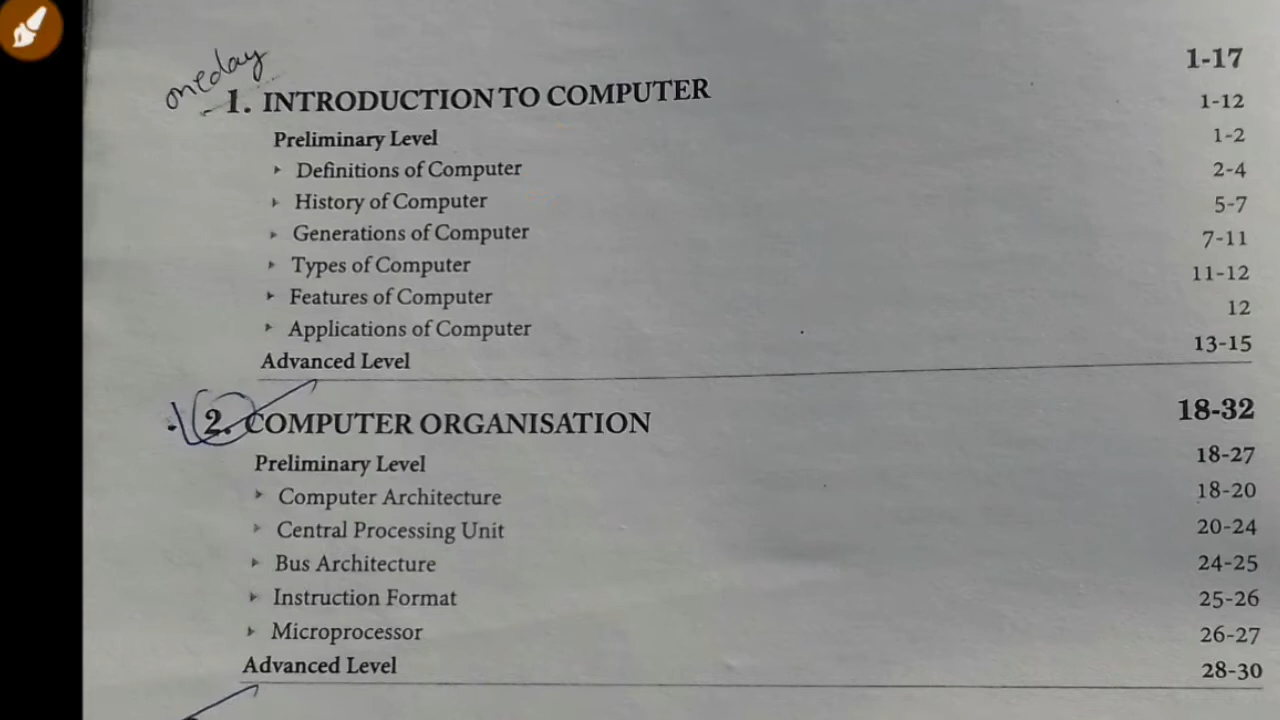 one day
1. INTRODUCTION TO COMPUTER 1-17
Preliminary Level 1-12
▸ Definitions of Computer 1-2
▸ History of Computer 2-4
▸ Generations of Computer 5-7
▸ Types of Computer 7-11
▸ Features of Computer 11-12
▸ Applications of Computer 12
Advanced Level 13-15
2. COMPUTER ORGANISATION 18-32
Preliminary Level 18-27
▸ Computer Architecture 18-20
▸ Central Processing Unit 20-24
▸ Bus Architecture 24-25
▸ Instruction Format 25-26
▸ Microprocessor 26-27
Advanced Level 28-30